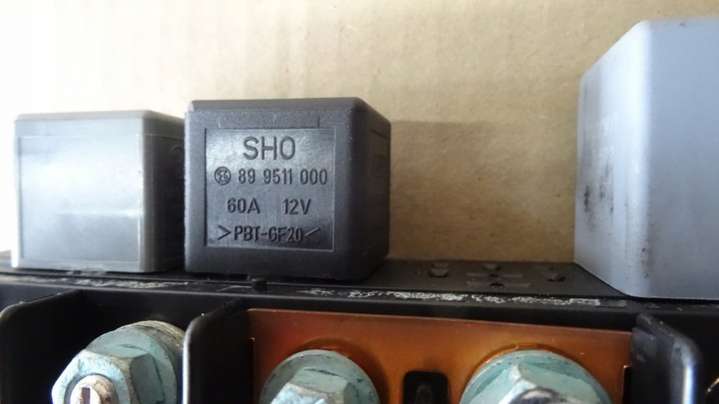 SHO
89 9511 000
60A 12V
>PBT-GF20<